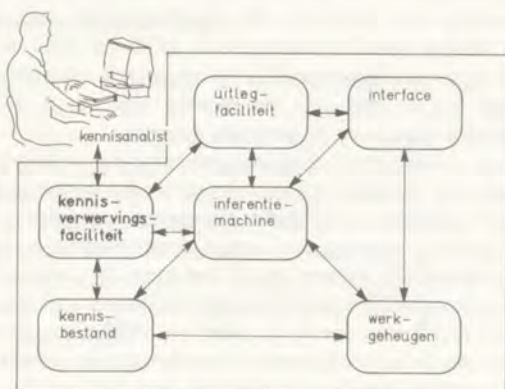 kennisanalist
uitleg-
faciliteit
interface
kennis-
verwervings-
faciliteit
inferentie-
machine
kennis-
bestand
werk-
geheugen